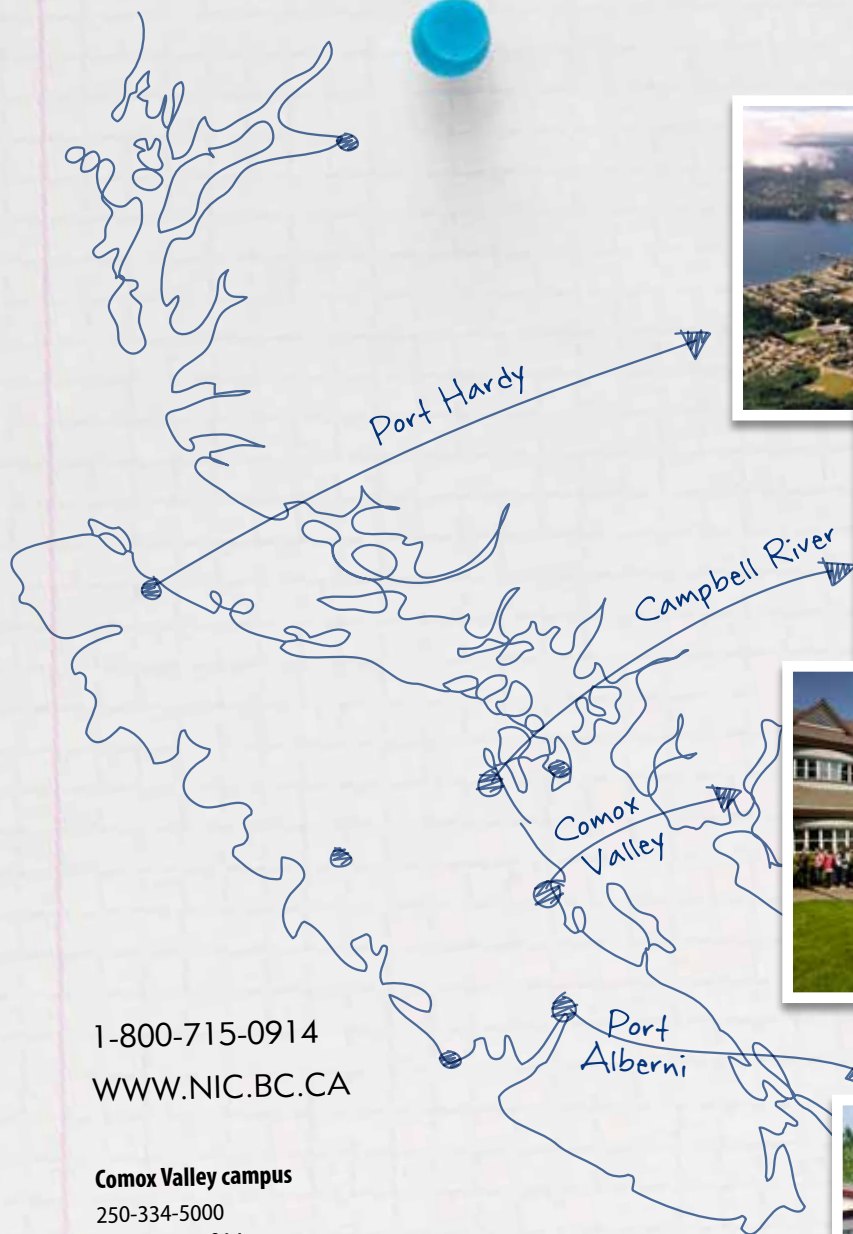 Port Hardy
Campbell River
Comox
Valley
Port
Alberni
1-800-715-0914
WWW.NIC.BC.CA
Comox Valley campus
250-334-5000